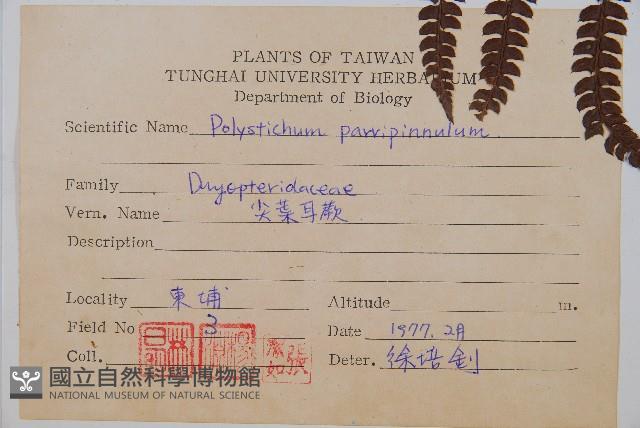 PLANTS OF TAIWAN
TUNGHAI UNIVERSITY HERBARIUM
Department of Biology
Scientific Name Polystichum parvipinnulum
Family Dryopteridaceae
Vern. Name 尖葉耳蕨
Description
Locality 東埔 Altitude m.
Field No 3 Date 1977. 2月
Coll. Deter. 徐培釗
國立自然科學博物館
NATIONAL MUSEUM OF NATURAL SCIENCE